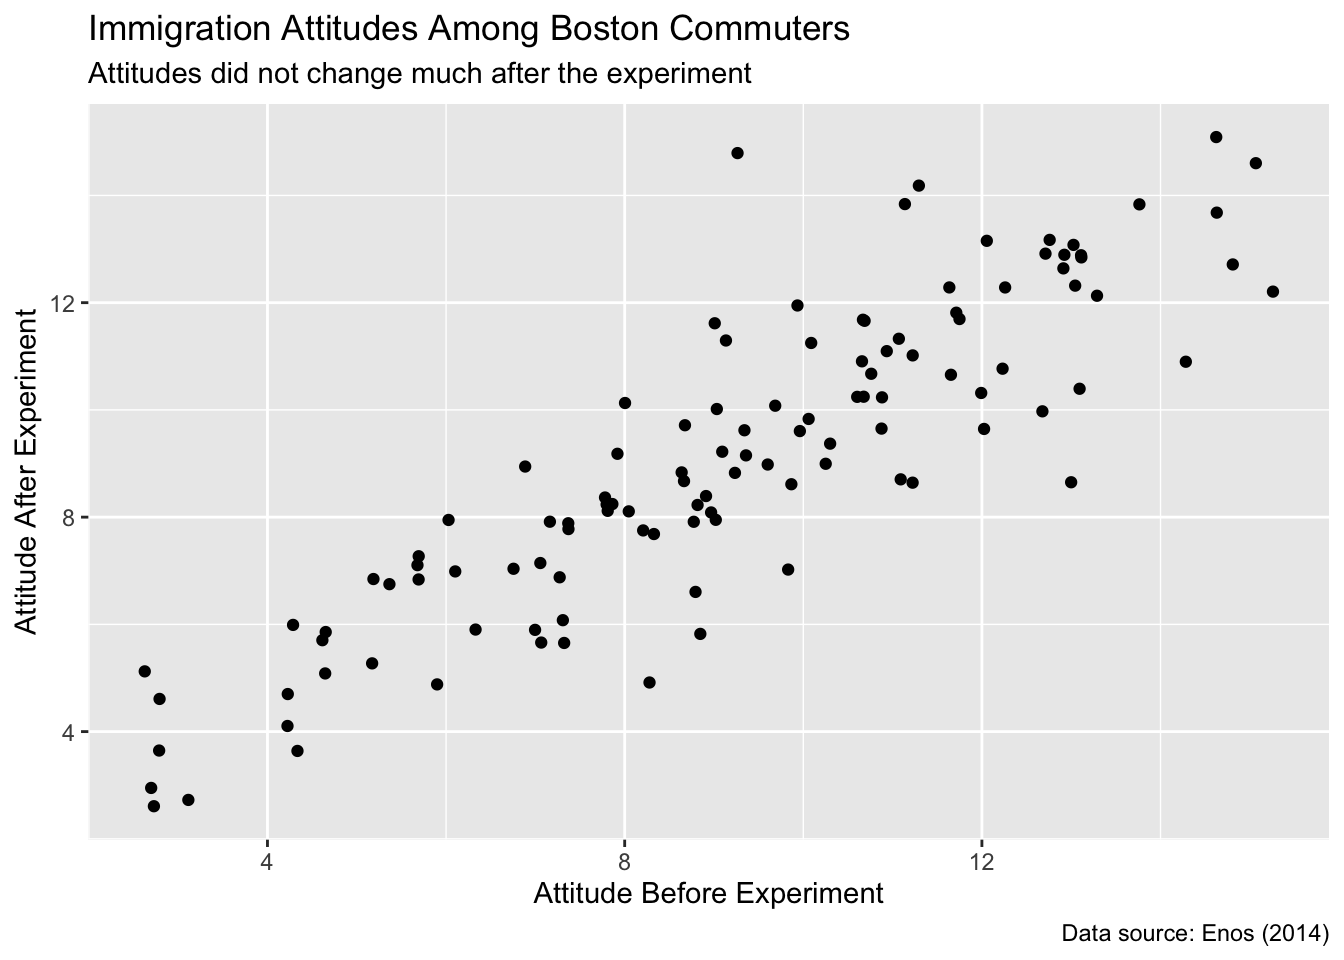 Immigration Attitudes Among Boston Commuters
Attitudes did not change much after the experiment
Attitude After Experiment
12
8
4
4
8
12
Attitude Before Experiment
Data source: Enos (2014)